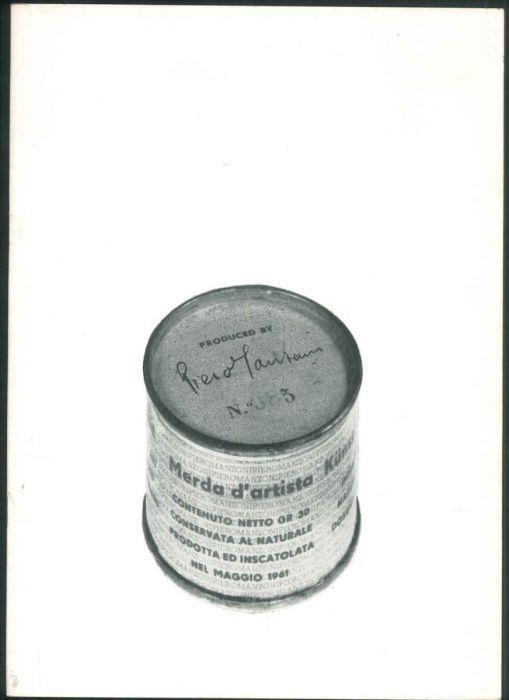 PRODUCED BY
Piero Manzoni
N.°
Merda d'artista
CONTENUTO NETTO GR 30
CONSERVATA AL NATURALE
PRODOTTA ED INSCATOLATA
NEL MAGGIO 1961